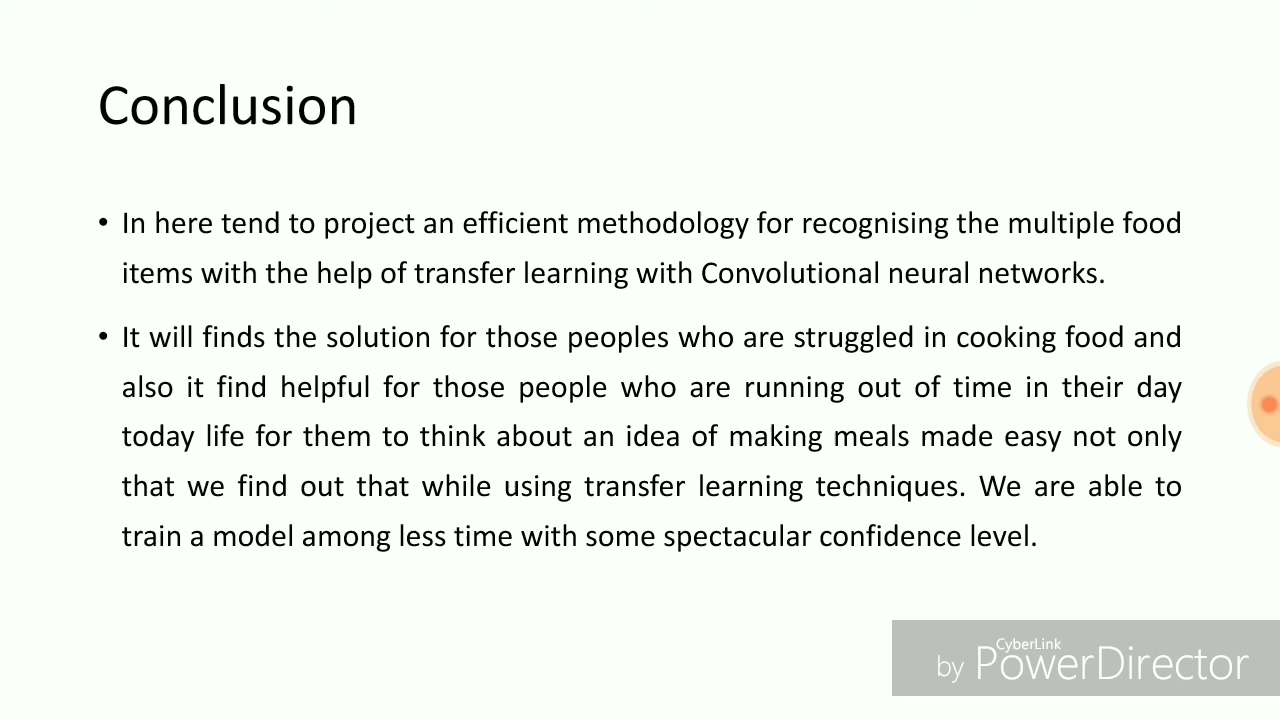 Conclusion
• In here tend to project an efficient methodology for recognising the multiple food
items with the help of transfer learning with Convolutional neural networks.
• It will finds the solution for those peoples who are struggled in cooking food and
also it find helpful for those people who are running out of time in their day
today life for them to think about an idea of making meals made easy not only
that we find out that while using transfer learning techniques. We are able to
train a model among less time with some spectacular confidence level.
CyberLink
by PowerDirector